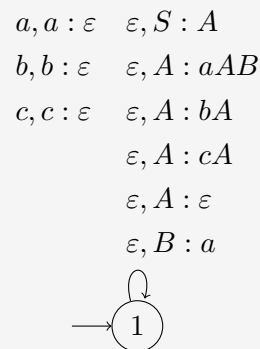 a, a : ε  ε, S : A
b, b : ε  ε, A : aAB
c, c : ε  ε, A : bA
ε, A : cA
ε, A : ε
ε, B : a
1